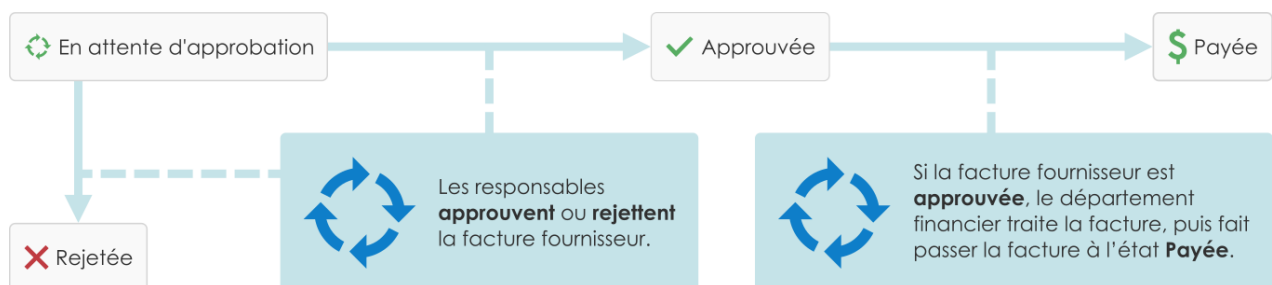 En attente d'approbation
Approuvée
$ Payée
Les responsables
approuvent ou rejettent
la facture fournisseur.
Si la facture fournisseur est
approuvée, le département
financier traite la facture, puis fait
passer la facture à l’état Payée.
Rejetée